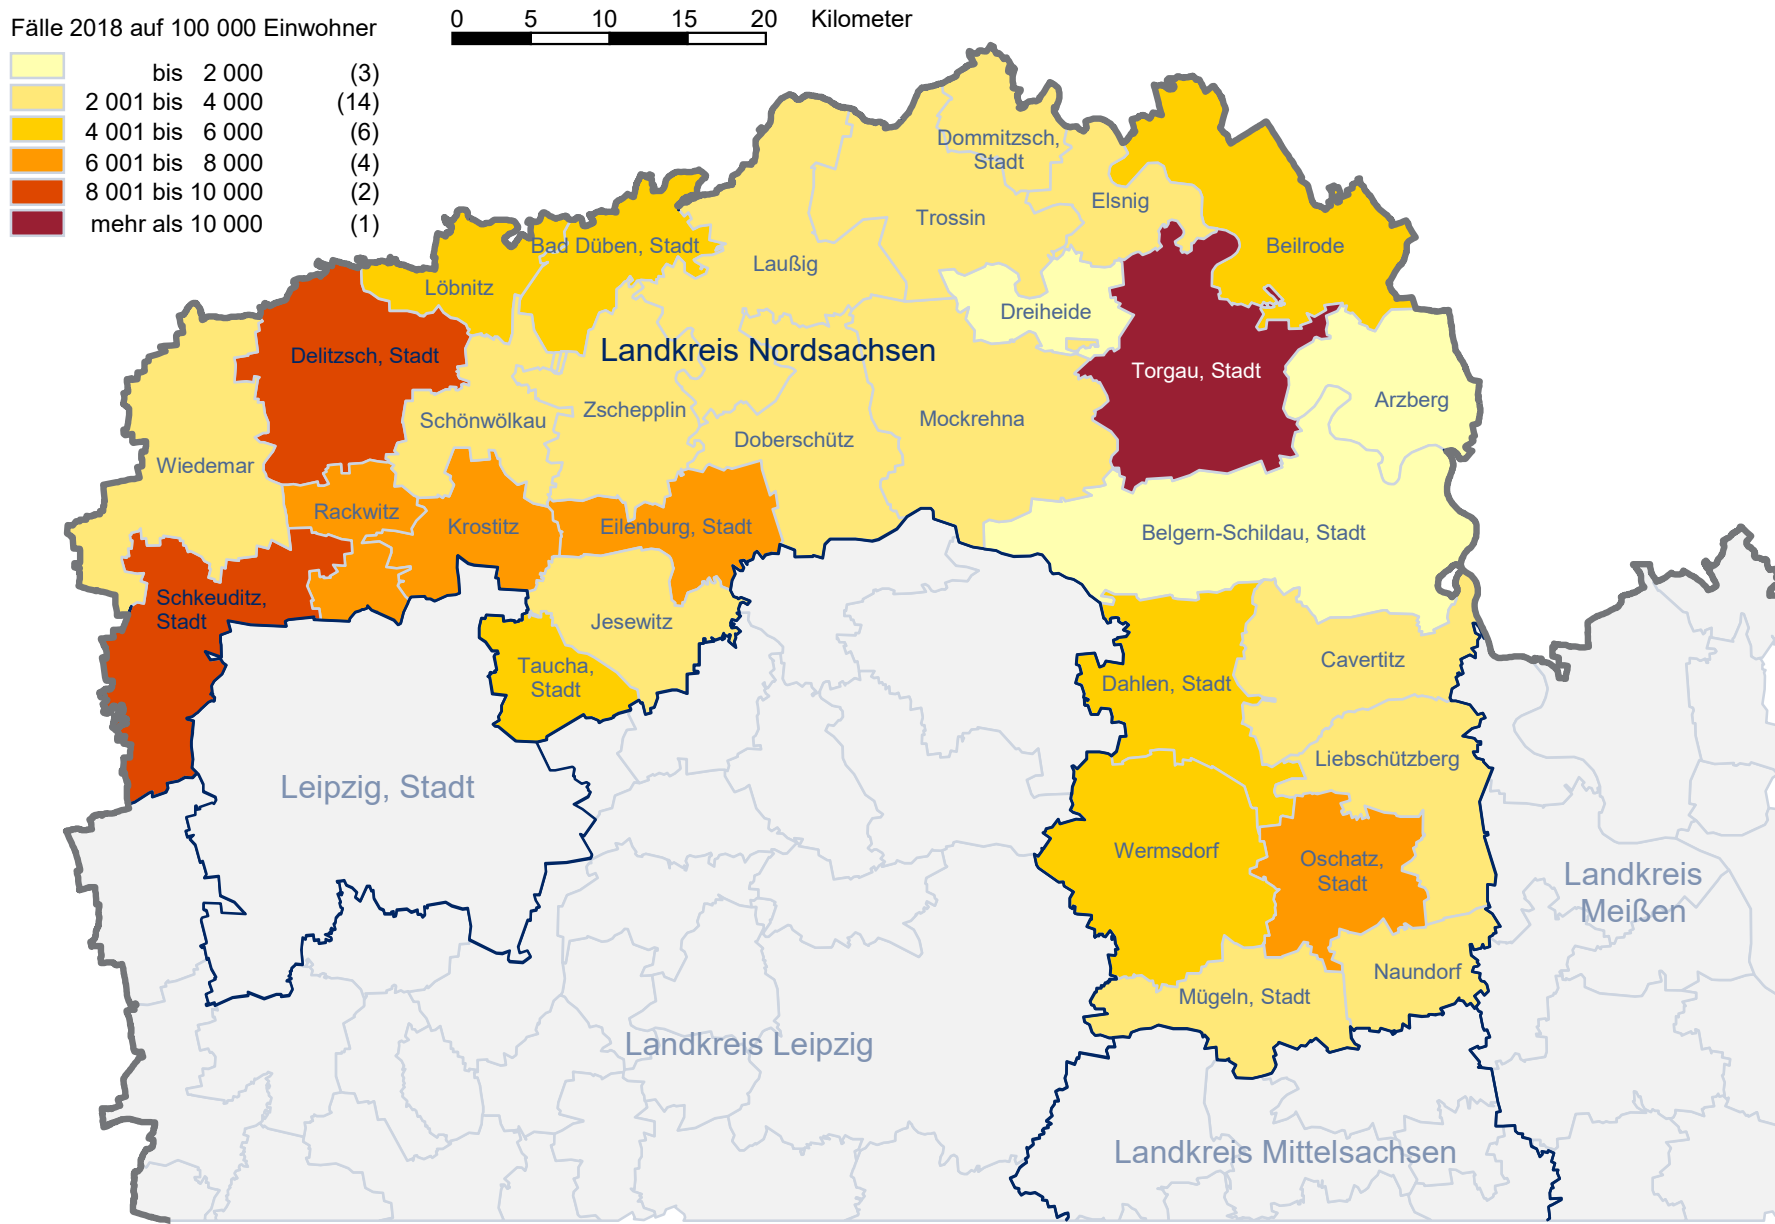 Fälle 2018 auf 100 000 Einwohner
bis 2 000 (3)
2 001 bis 4 000 (14)
4 001 bis 6 000 (6)
6 001 bis 8 000 (4)
8 001 bis 10 000 (2)
mehr als 10 000 (1)
0 5 10 15 20 Kilometer
Dommitzsch,
Stadt
Elsnig
Trossin
Bad Düben, Stadt
Beilrode
Laußig
Löbnitz
Dreiheide
Landkreis Nordsachsen
Delitzsch, Stadt
Torgau, Stadt
Arzberg
Zschepplin
Schönwölkau
Mockrehna
Doberschütz
Wiedemar
Rackwitz
Krostitz
Eilenburg, Stadt
Belgern-Schildau, Stadt
Schkeuditz,
Stadt
Jesewitz
Taucha,
Stadt
Cavertitz
Dahlen, Stadt
Liebschützberg
Leipzig, Stadt
Wermsdorf
Oschatz,
Stadt
Landkreis
Meißen
Naundorf
Mügeln, Stadt
Landkreis Leipzig
Landkreis Mittelsachsen